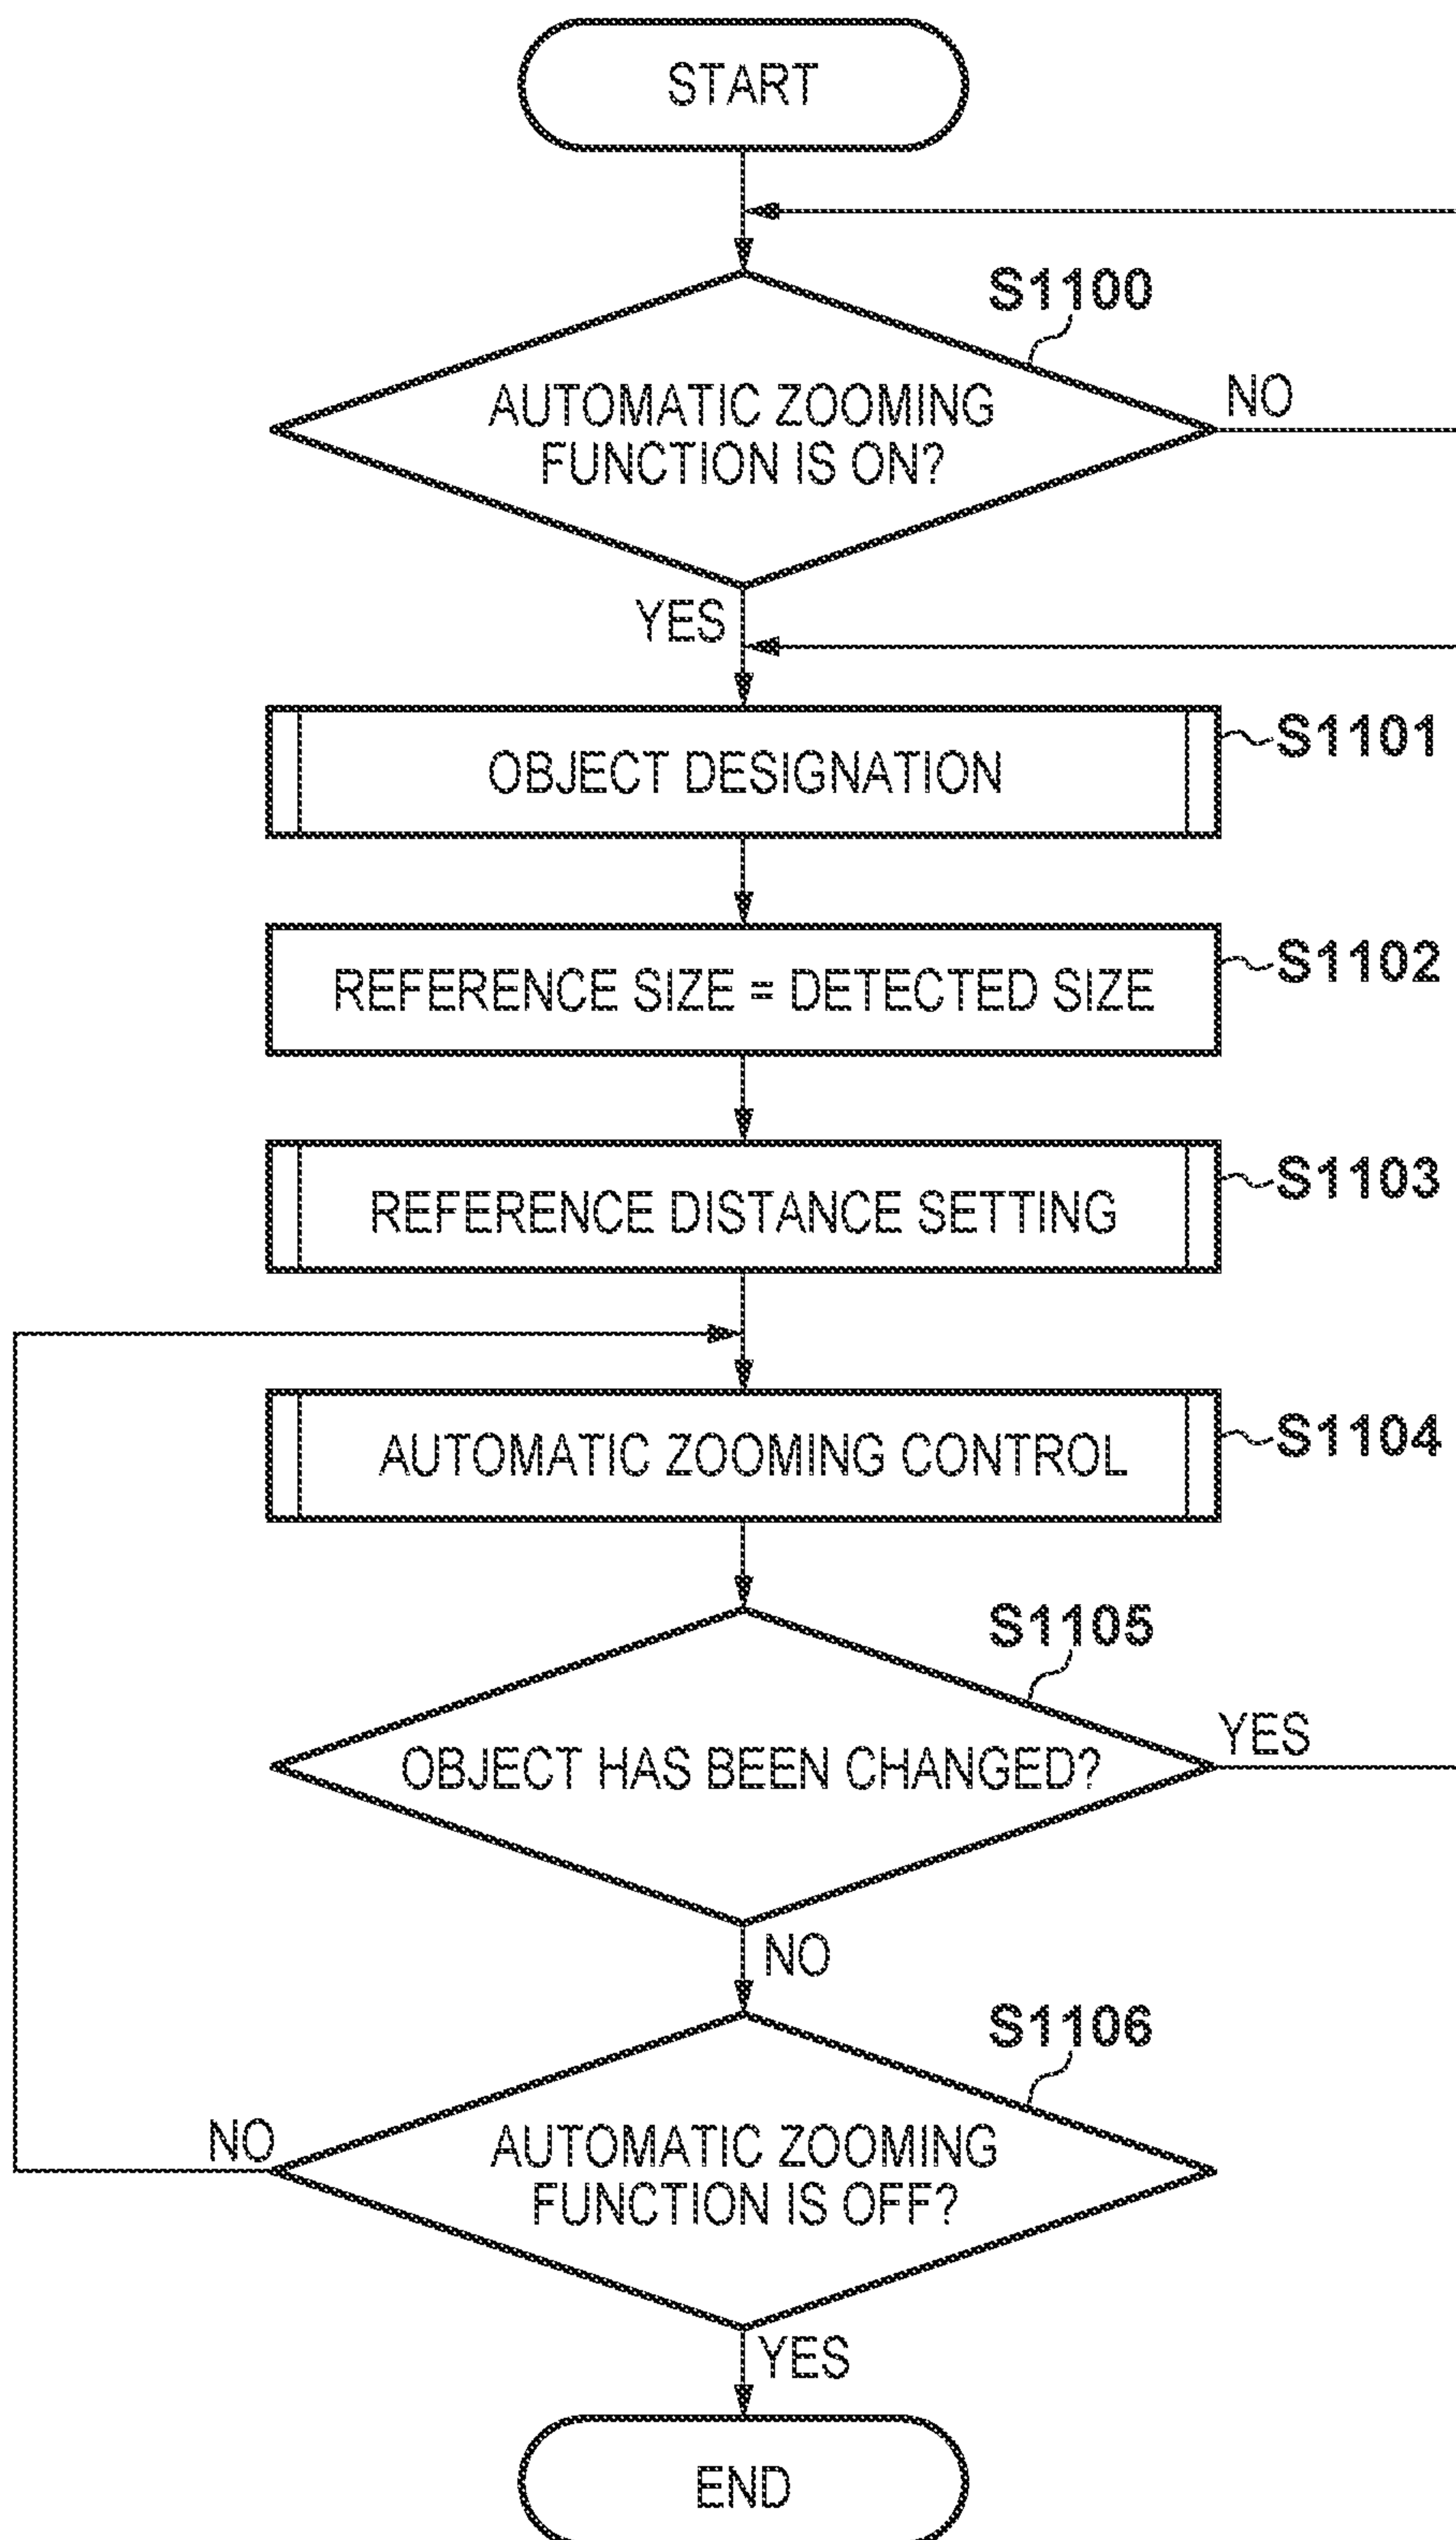 START
S1100
AUTOMATIC ZOOMING
FUNCTION IS ON?
NO
YES
OBJECT DESIGNATION
S1101
REFERENCE SIZE = DETECTED SIZE
S1102
REFERENCE DISTANCE SETTING
S1103
AUTOMATIC ZOOMING CONTROL
S1104
S1105
OBJECT HAS BEEN CHANGED?
YES
NO
S1106
AUTOMATIC ZOOMING
FUNCTION IS OFF?
NO
YES
END